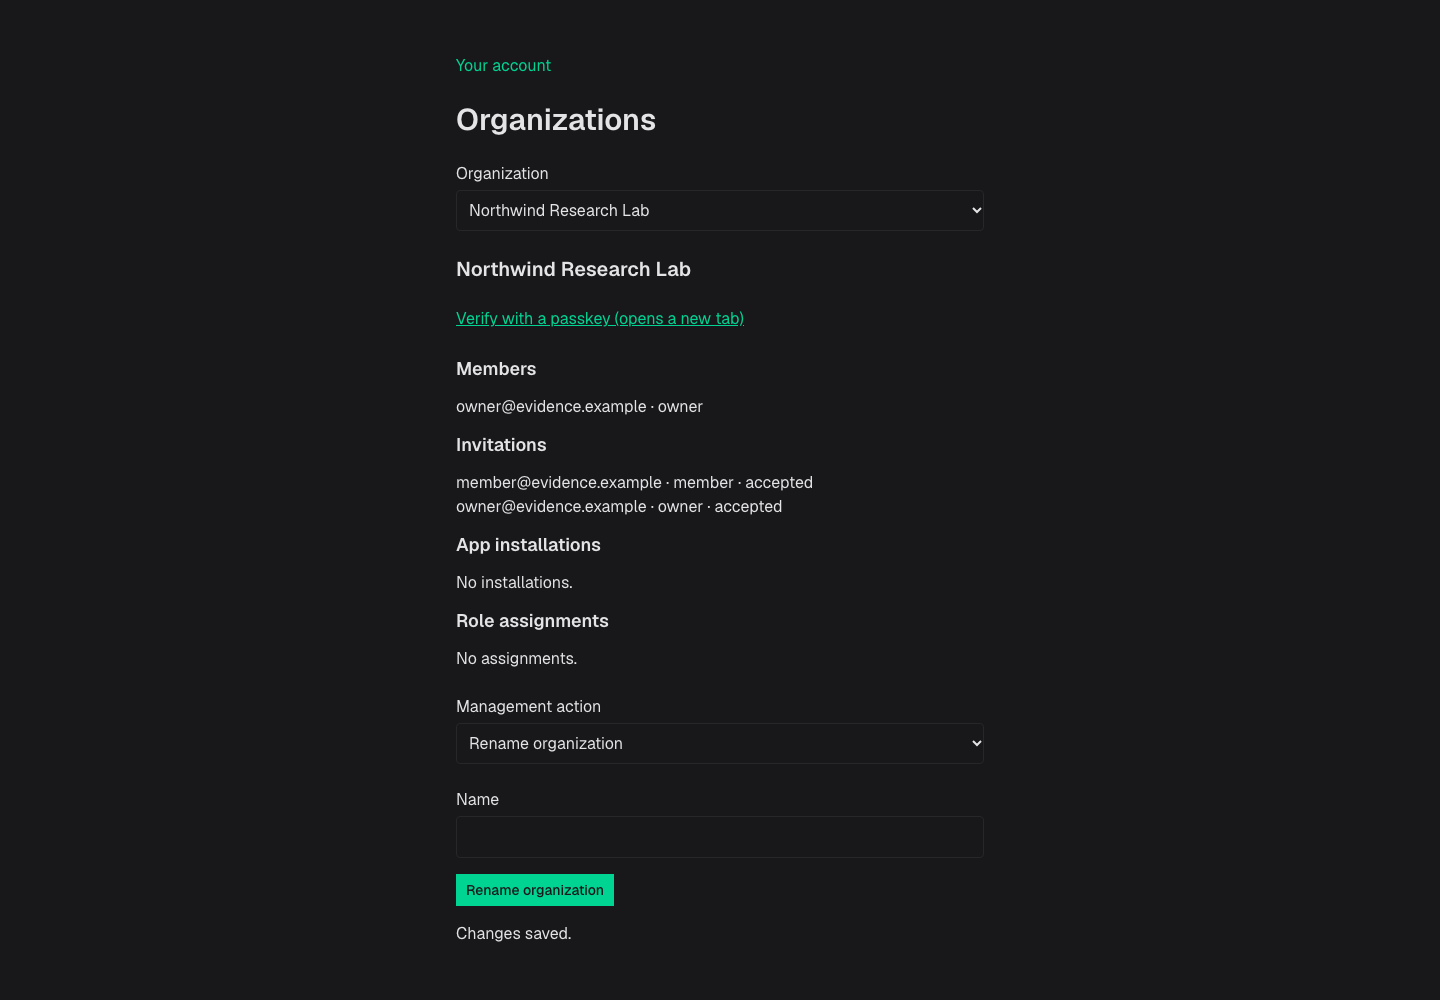 Your account
Organizations
Organization
Northwind Research Lab
Northwind Research Lab
Verify with a passkey (opens a new tab)
Members
owner@evidence.example · owner
Invitations
member@evidence.example · member · accepted
owner@evidence.example · owner · accepted
App installations
No installations.
Role assignments
No assignments.
Management action
Rename organization
Name
Rename organization
Changes saved.